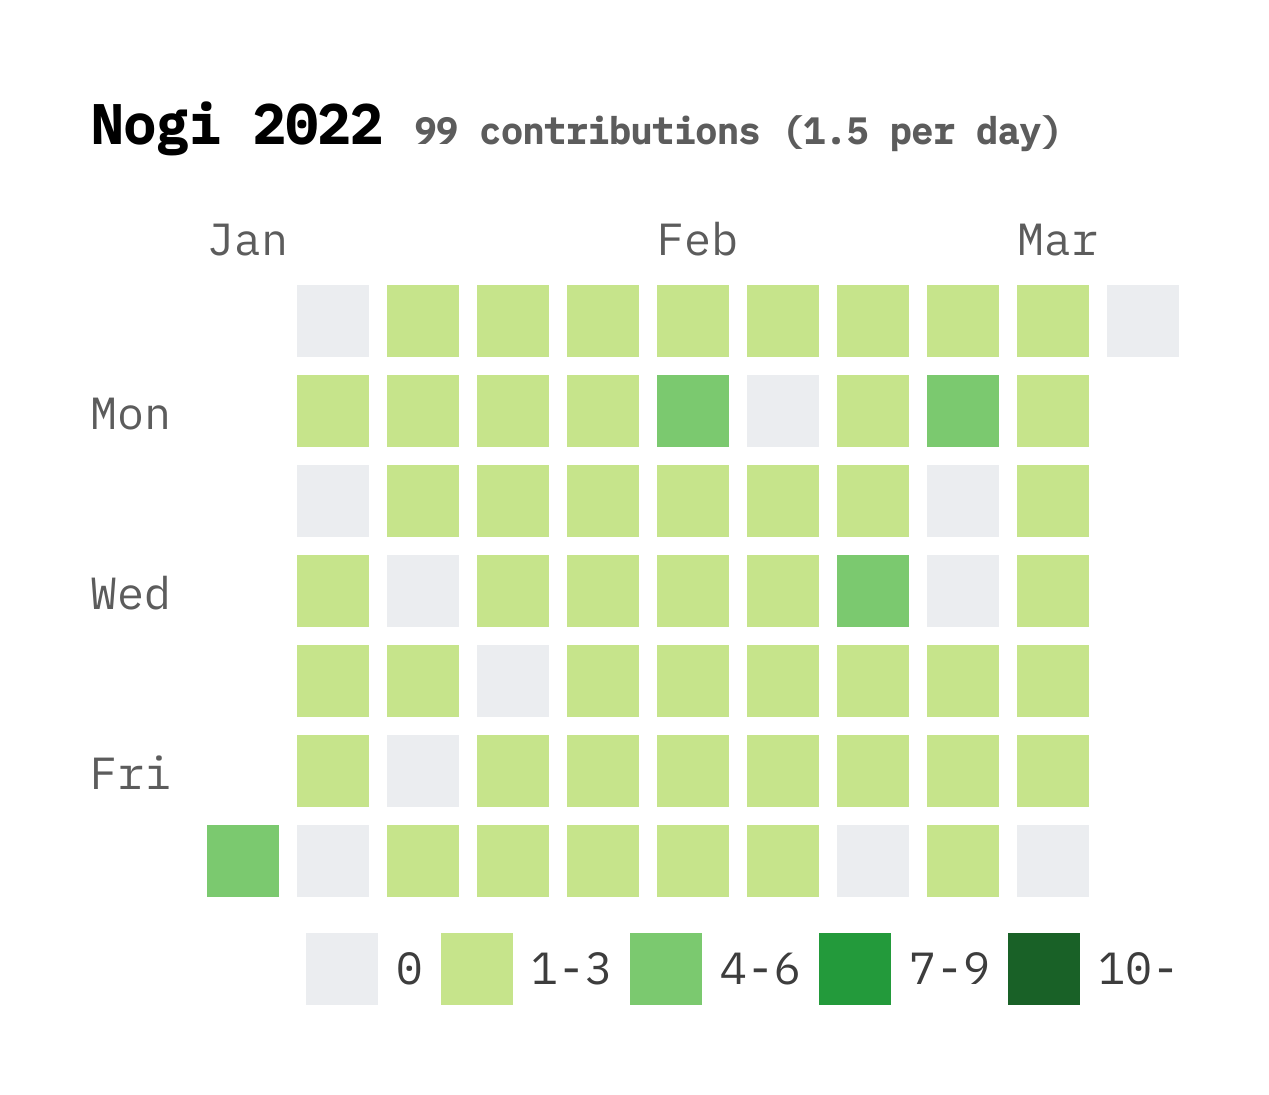 Nogi 2022 99 contributions (1.5 per day)
Jan Feb Mar
Mon
Wed
Fri
0 1-3 4-6 7-9 10-